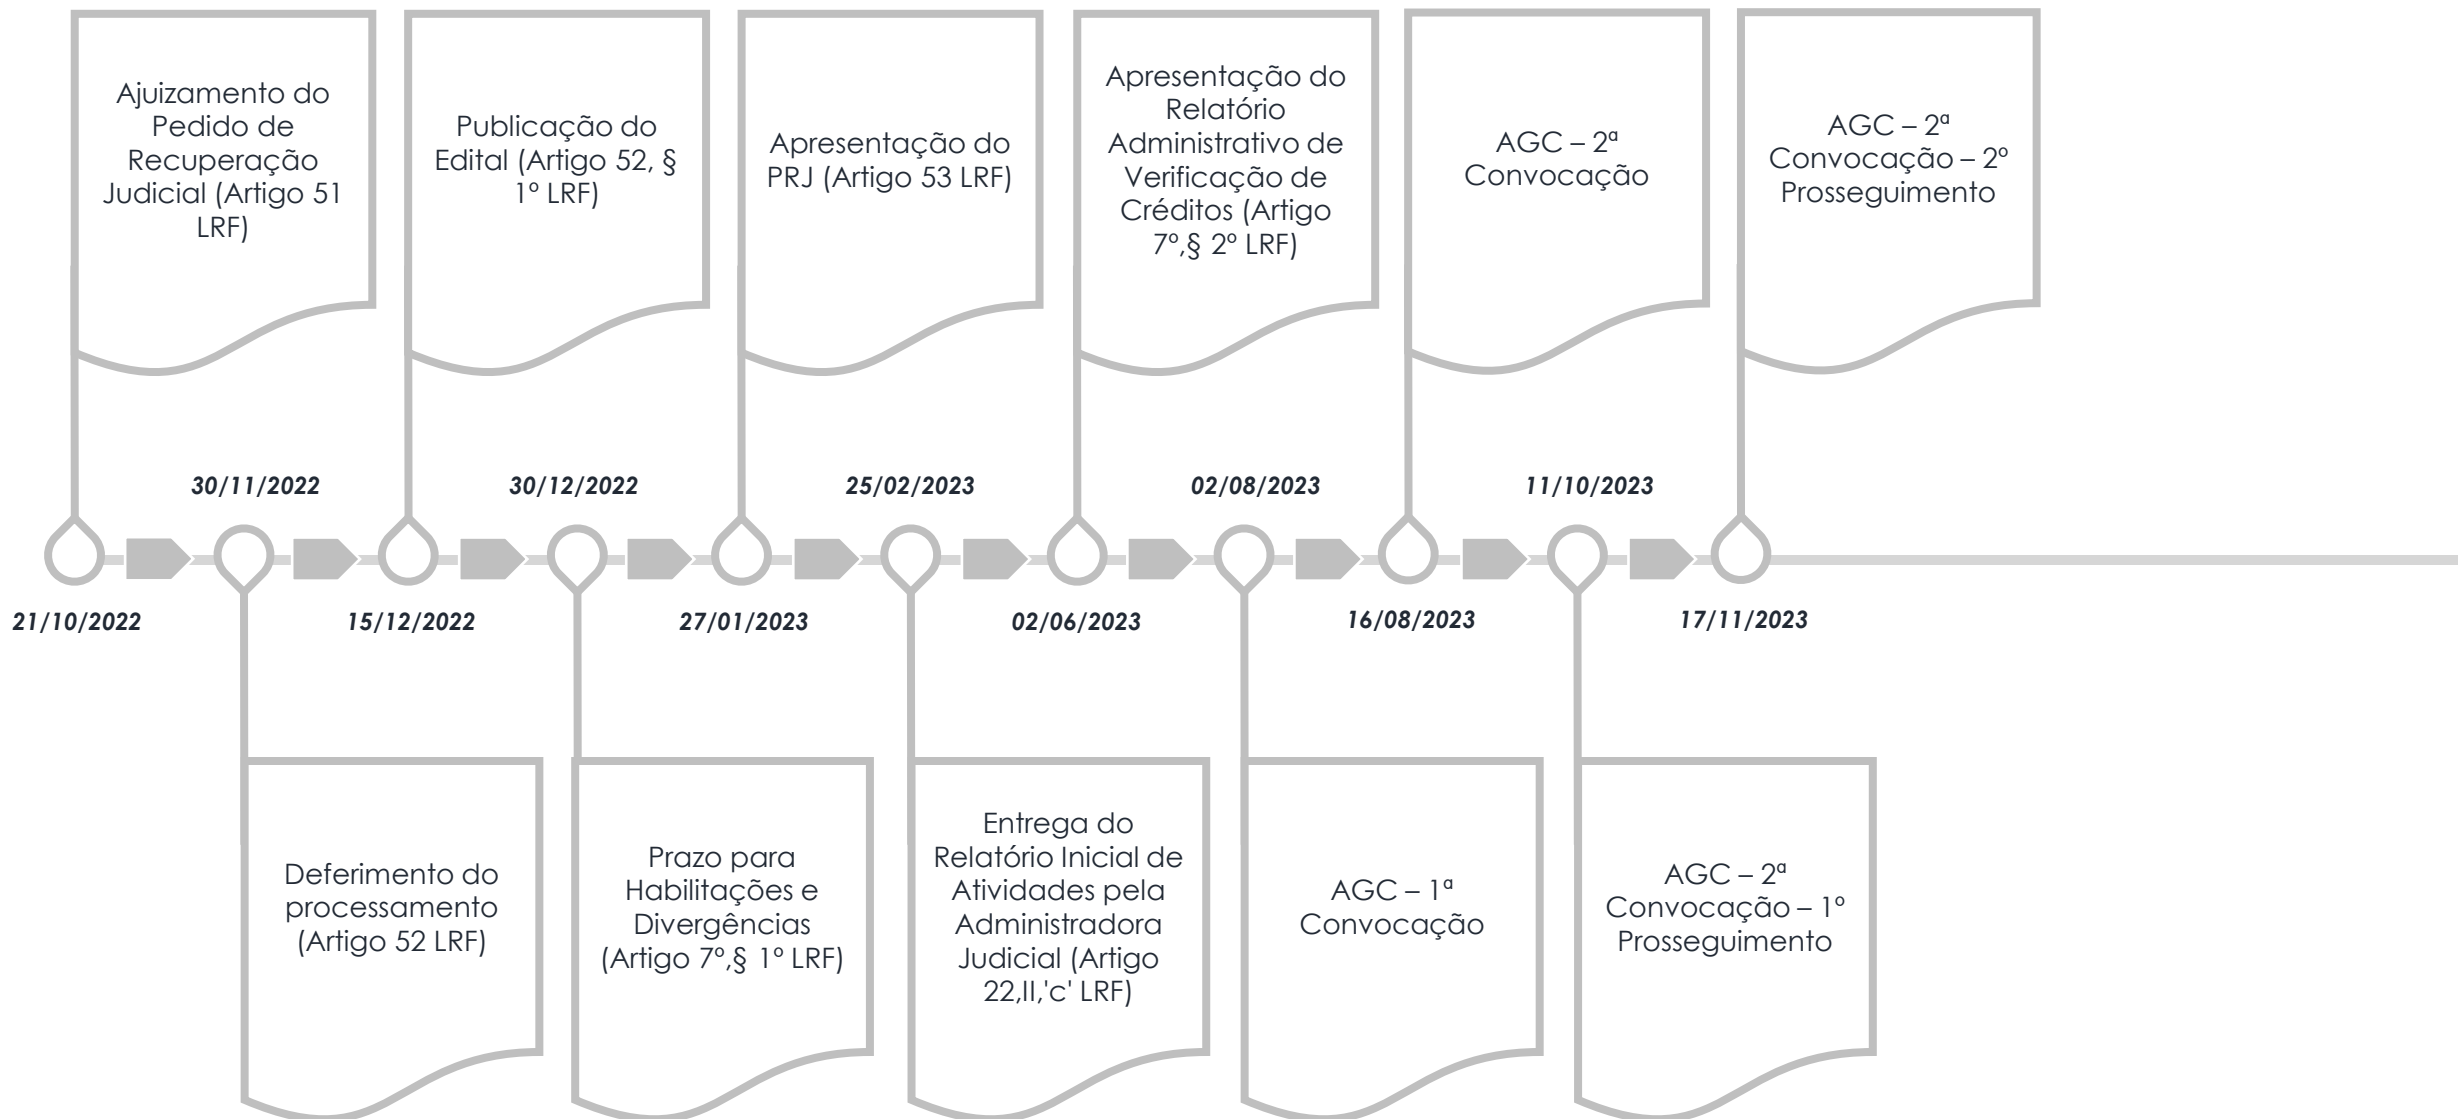 Ajuizamento do
Pedido de
Recuperação
Judicial (Artigo 51
LRF)
Publicação do
Edital (Artigo 52, §
1º LRF)
Apresentação do
PRJ (Artigo 53 LRF)
Apresentação do
Relatório
Administrativo de
Verificação de
Créditos (Artigo
7º,§ 2º LRF)
AGC – 2ª
Convocação
AGC – 2ª
Convocação – 2º
Prosseguimento
30/11/2022
30/12/2022
25/02/2023
02/08/2023
11/10/2023
21/10/2022
15/12/2022
27/01/2023
02/06/2023
16/08/2023
17/11/2023
Deferimento do
processamento
(Artigo 52 LRF)
Prazo para
Habilitações e
Divergências
(Artigo 7º,§ 1º LRF)
Entrega do
Relatório Inicial de
Atividades pela
Administradora
Judicial (Artigo
22,II,'c' LRF)
AGC – 1ª
Convocação
AGC – 2ª
Convocação – 1º
Prosseguimento